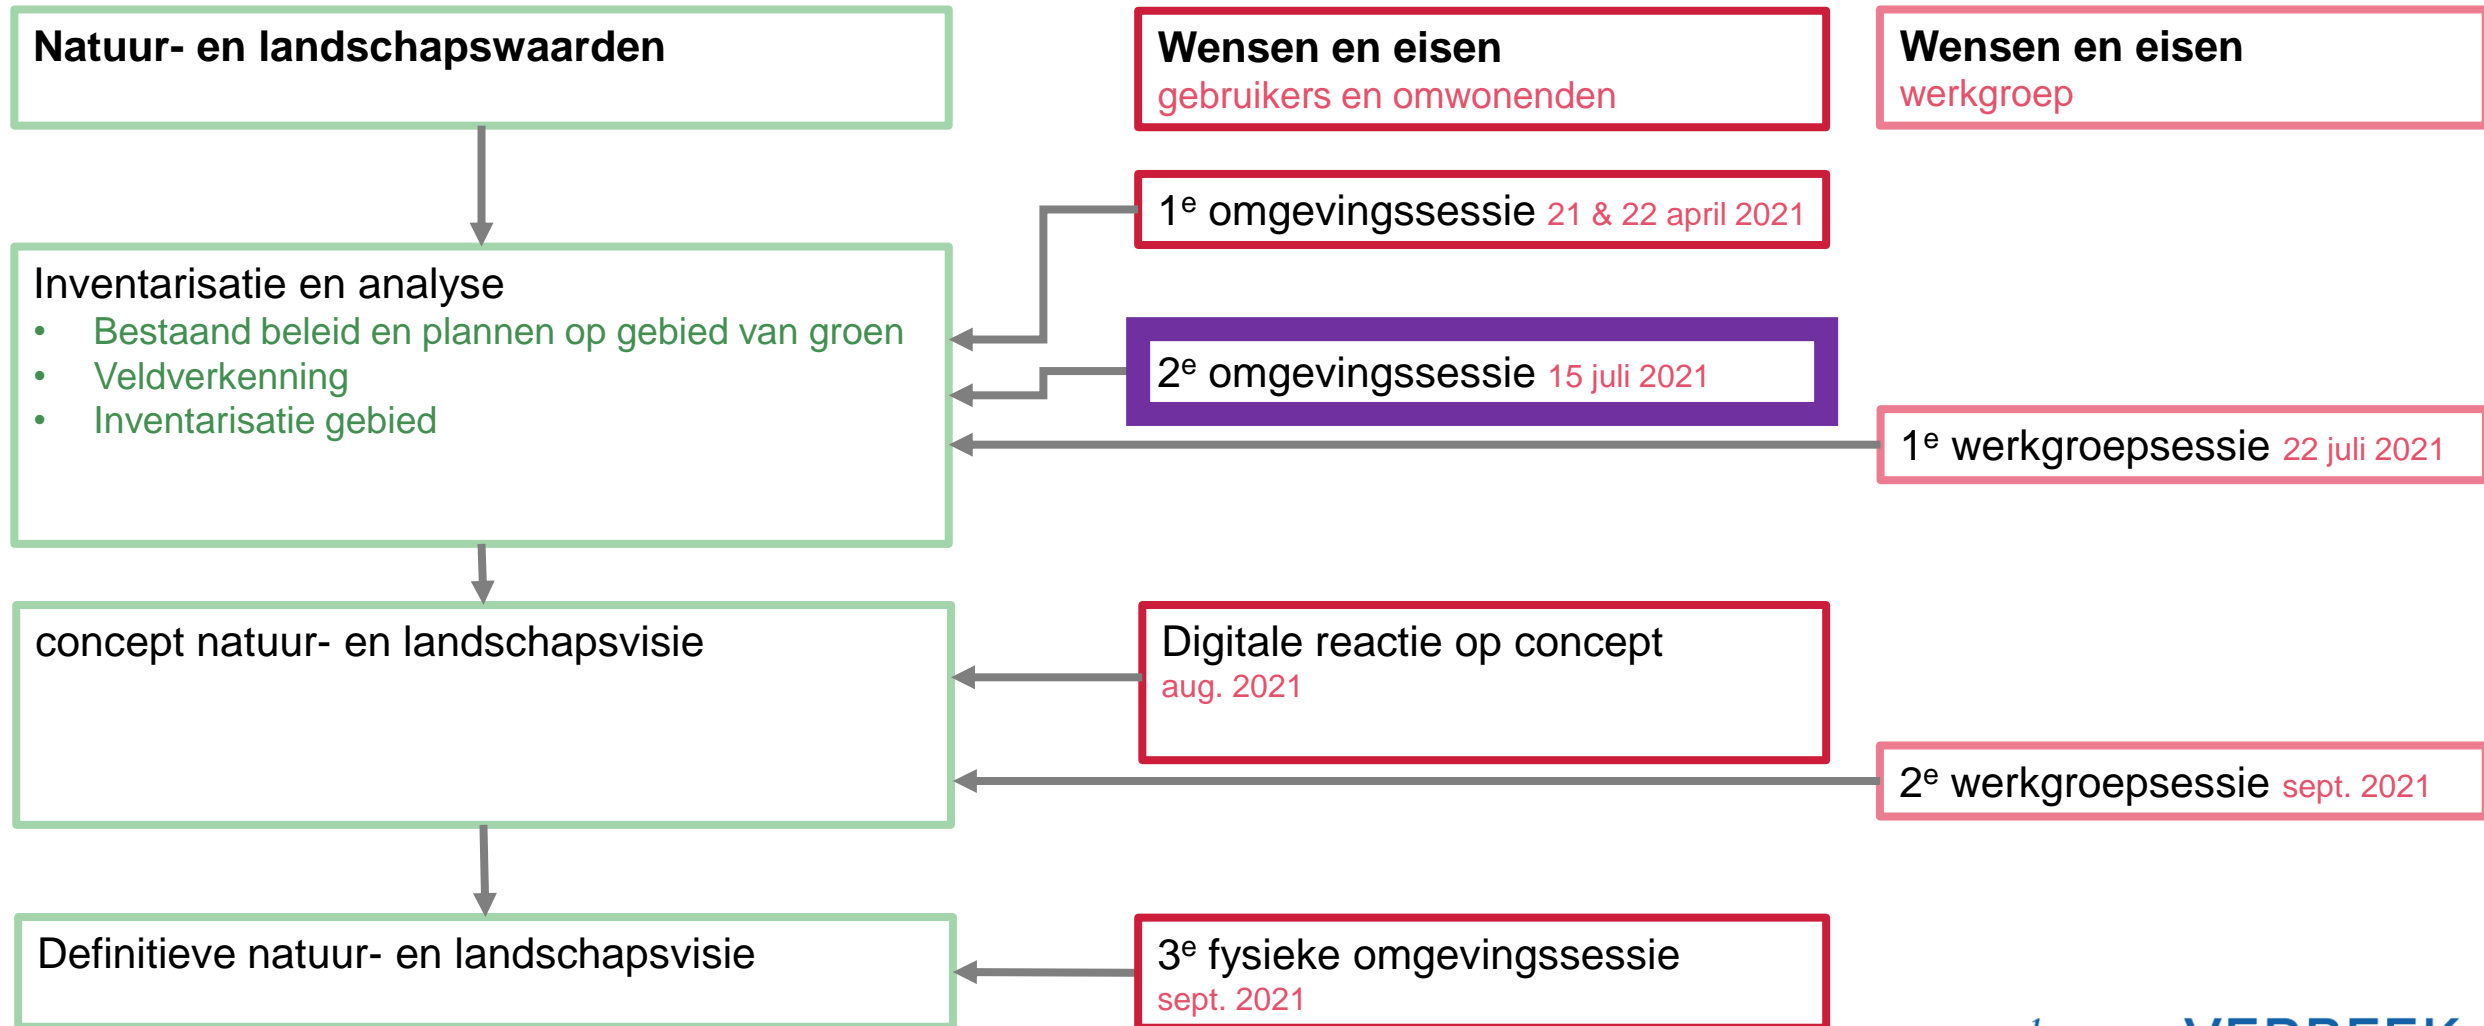 Natuur- en landschapswaarden
Wensen en eisen
gebruikers en omwonenden
Wensen en eisen
werkgroep
1e omgevingssessie 21 & 22 april 2021
Inventarisatie en analyse
• Bestaand beleid en plannen op gebied van groen
• Veldverkenning
• Inventarisatie gebied
2e omgevingssessie 15 juli 2021
1e werkgroepsessie 22 juli 2021
concept natuur- en landschapsvisie
Digitale reactie op concept
aug. 2021
2e werkgroepsessie sept. 2021
Definitieve natuur- en landschapsvisie
3e fysieke omgevingssessie
sept. 2021
VERBEEK